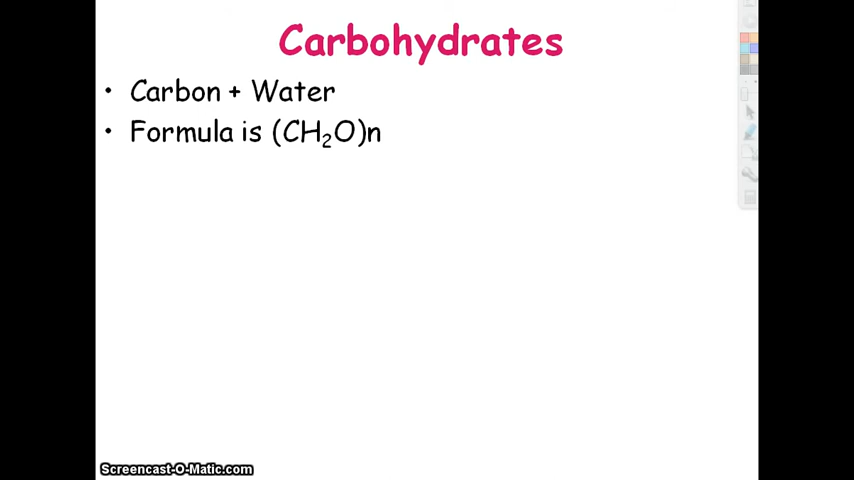 Carbohydrates
• Carbon + Water
• Formula is (CH₂O)n
Screencast-O-Matic.com